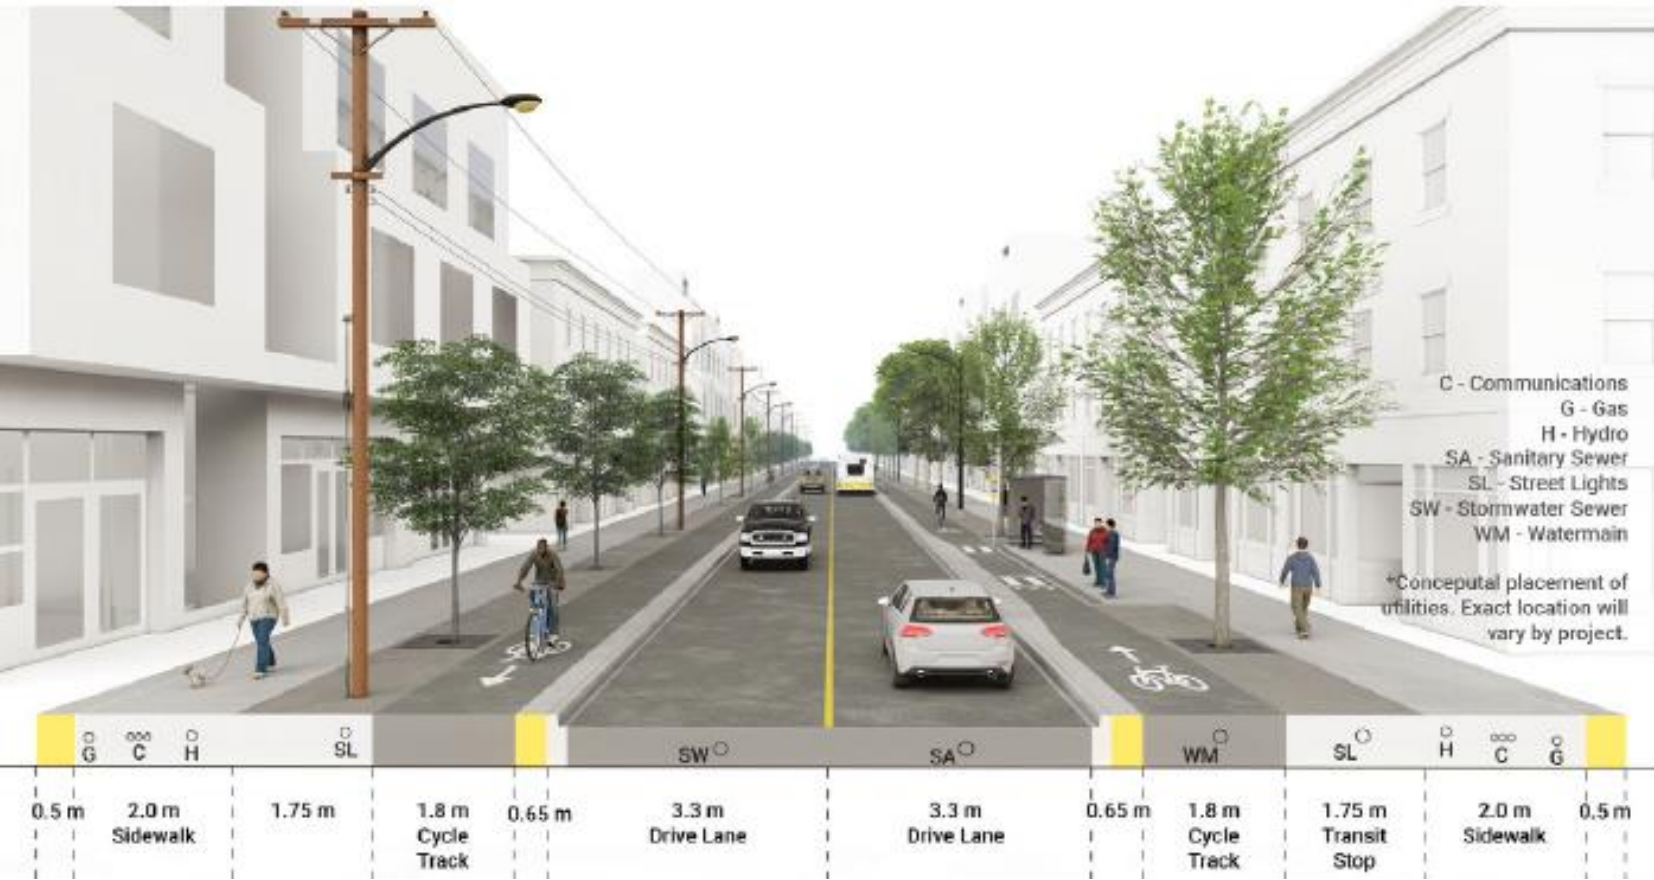 C - Communications
G - Gas
H - Hydro
SA - Sanitary Sewer
SL - Street Lights
SW - Stormwater Sewer
WM - Watermain
*Conceputal placement of
utilities. Exact location will
vary by project.
G C H SL SW SA WM SL H C G
0.5 m 2.0 m 1.75 m 1.8 m 0.65 m 3.3 m 3.3 m 0.65 m 1.8 m 1.75 m 2.0 m 0.5 m
Sidewalk Cycle Drive Lane Drive Lane Cycle Transit Sidewalk
Track Track Stop